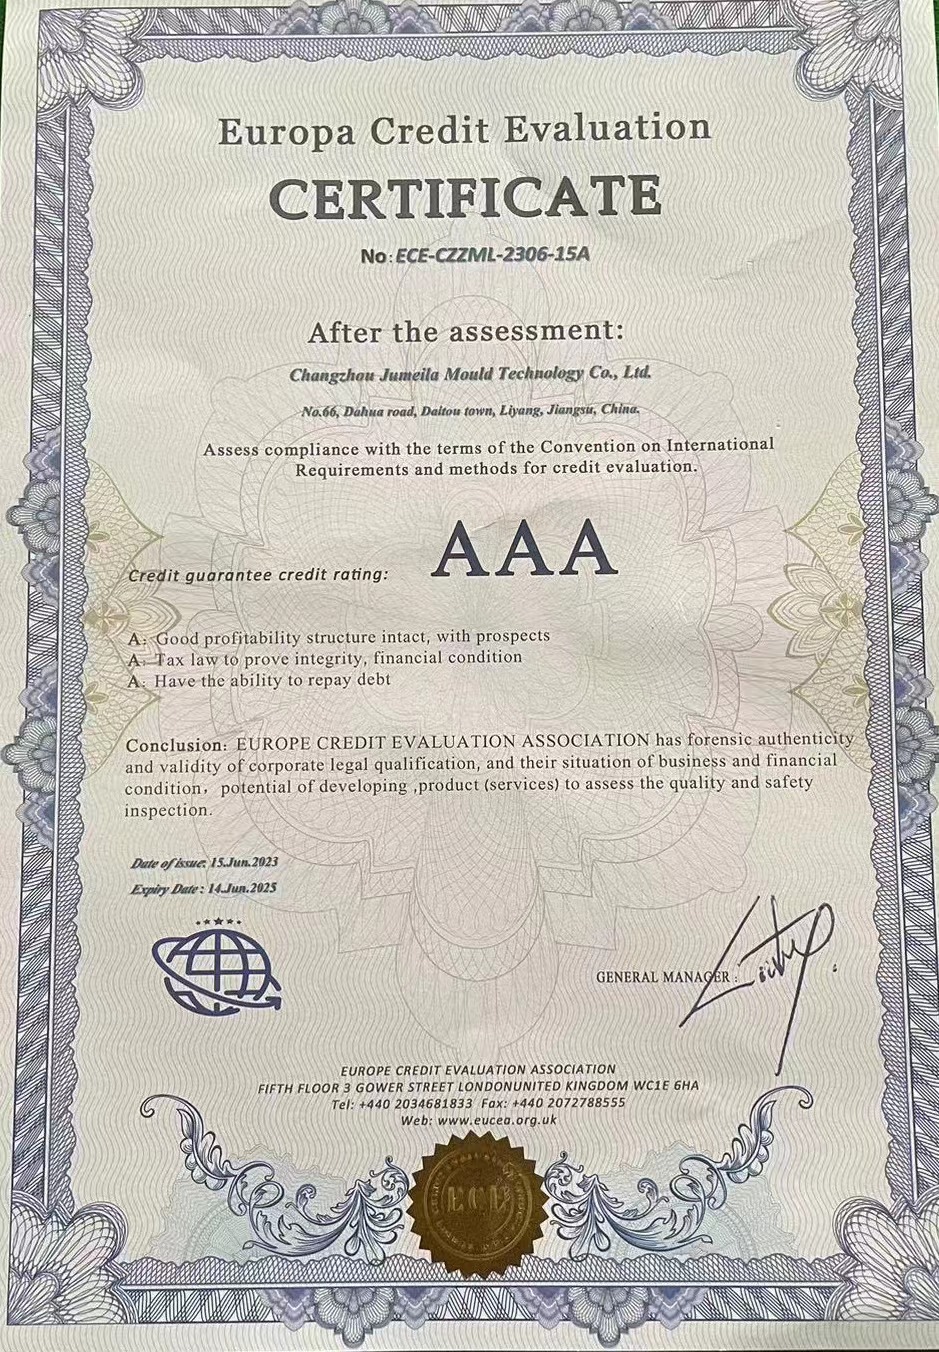 Europa Credit Evaluation
CERTIFICATE
No:ECE-CZZML-2306-15A
After the assessment:
Changzhou Jumeila Mould Technology Co., Ltd.
No.66, Dahua road, Daitou town, Liyang, Jiangsu, China.
Assess compliance with the terms of the Convention on International
Requirements and methods for credit evaluation.
Credit guarantee credit rating: AAA
A: Good profitability structure intact, with prospects
A: Tax law to prove integrity, financial condition
A: Have the ability to repay debt
Conclusion: EUROPE CREDIT EVALUATION ASSOCIATION has forensic authenticity
and validity of corporate legal qualification, and their situation of business and financial
condition, potential of developing ,product (services) to assess the quality and safety
inspection.
Date of issue: 15.Jun.2023
Expiry Date : 14.Jun.2025
GENERAL MANAGER :
EUROPE CREDIT EVALUATION ASSOCIATION
FIFTH FLOOR 3 GOWER STREET LONDONUNITED KINGDOM WC1E 6HA
Tel: +440 2034681833 Fax: +440 2072788555
Web: www.eucea.org.uk
ECE